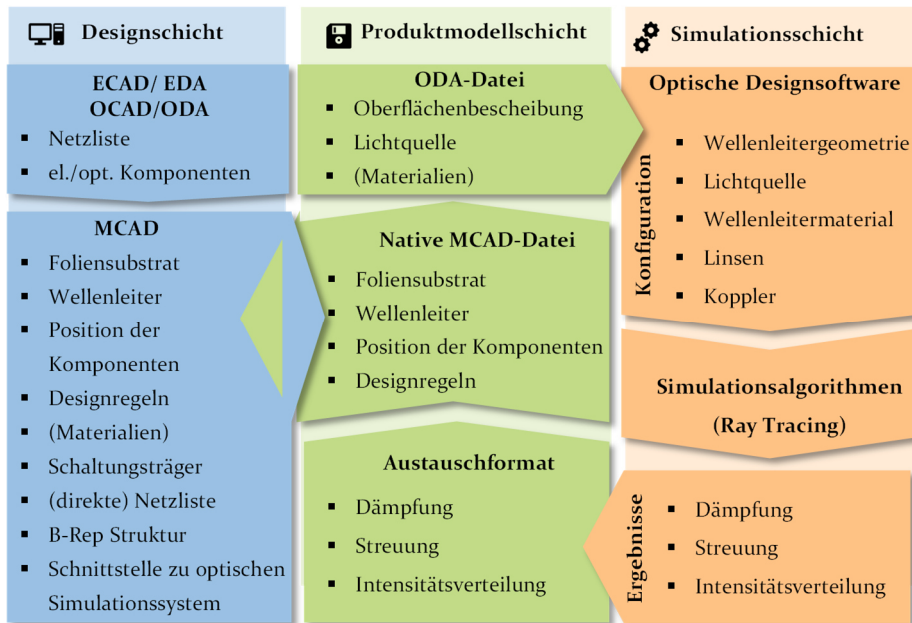 Designschicht
ECAD/ EDA
OCAD/ODA
▪ Netzliste
▪ el./opt. Komponenten
MCAD
▪ Foliensubstrat
▪ Wellenleiter
▪ Position der
Komponenten
▪ Designregeln
▪ (Materialien)
▪ Schaltungsträger
▪ (direkte) Netzliste
▪ B-Rep Struktur
▪ Schnittstelle zu optischen
Simulationssystem
Produktmodellschicht
ODA-Datei
▪ Oberflächenbescheibung
▪ Lichtquelle
▪ (Materialien)
Native MCAD-Datei
▪ Foliensubstrat
▪ Wellenleiter
▪ Position der Komponenten
▪ Designregeln
Austauschformat
▪ Dämpfung
▪ Streuung
▪ Intensitätsverteilung
Simulationsschicht
Optische Designsoftware
Konfiguration
▪ Wellenleitergeometrie
▪ Lichtquelle
▪ Wellenleitermaterial
▪ Linsen
▪ Koppler
Simulationsalgorithmen
(Ray Tracing)
Ergebnisse
▪ Dämpfung
▪ Streuung
▪ Intensitätsverteilung